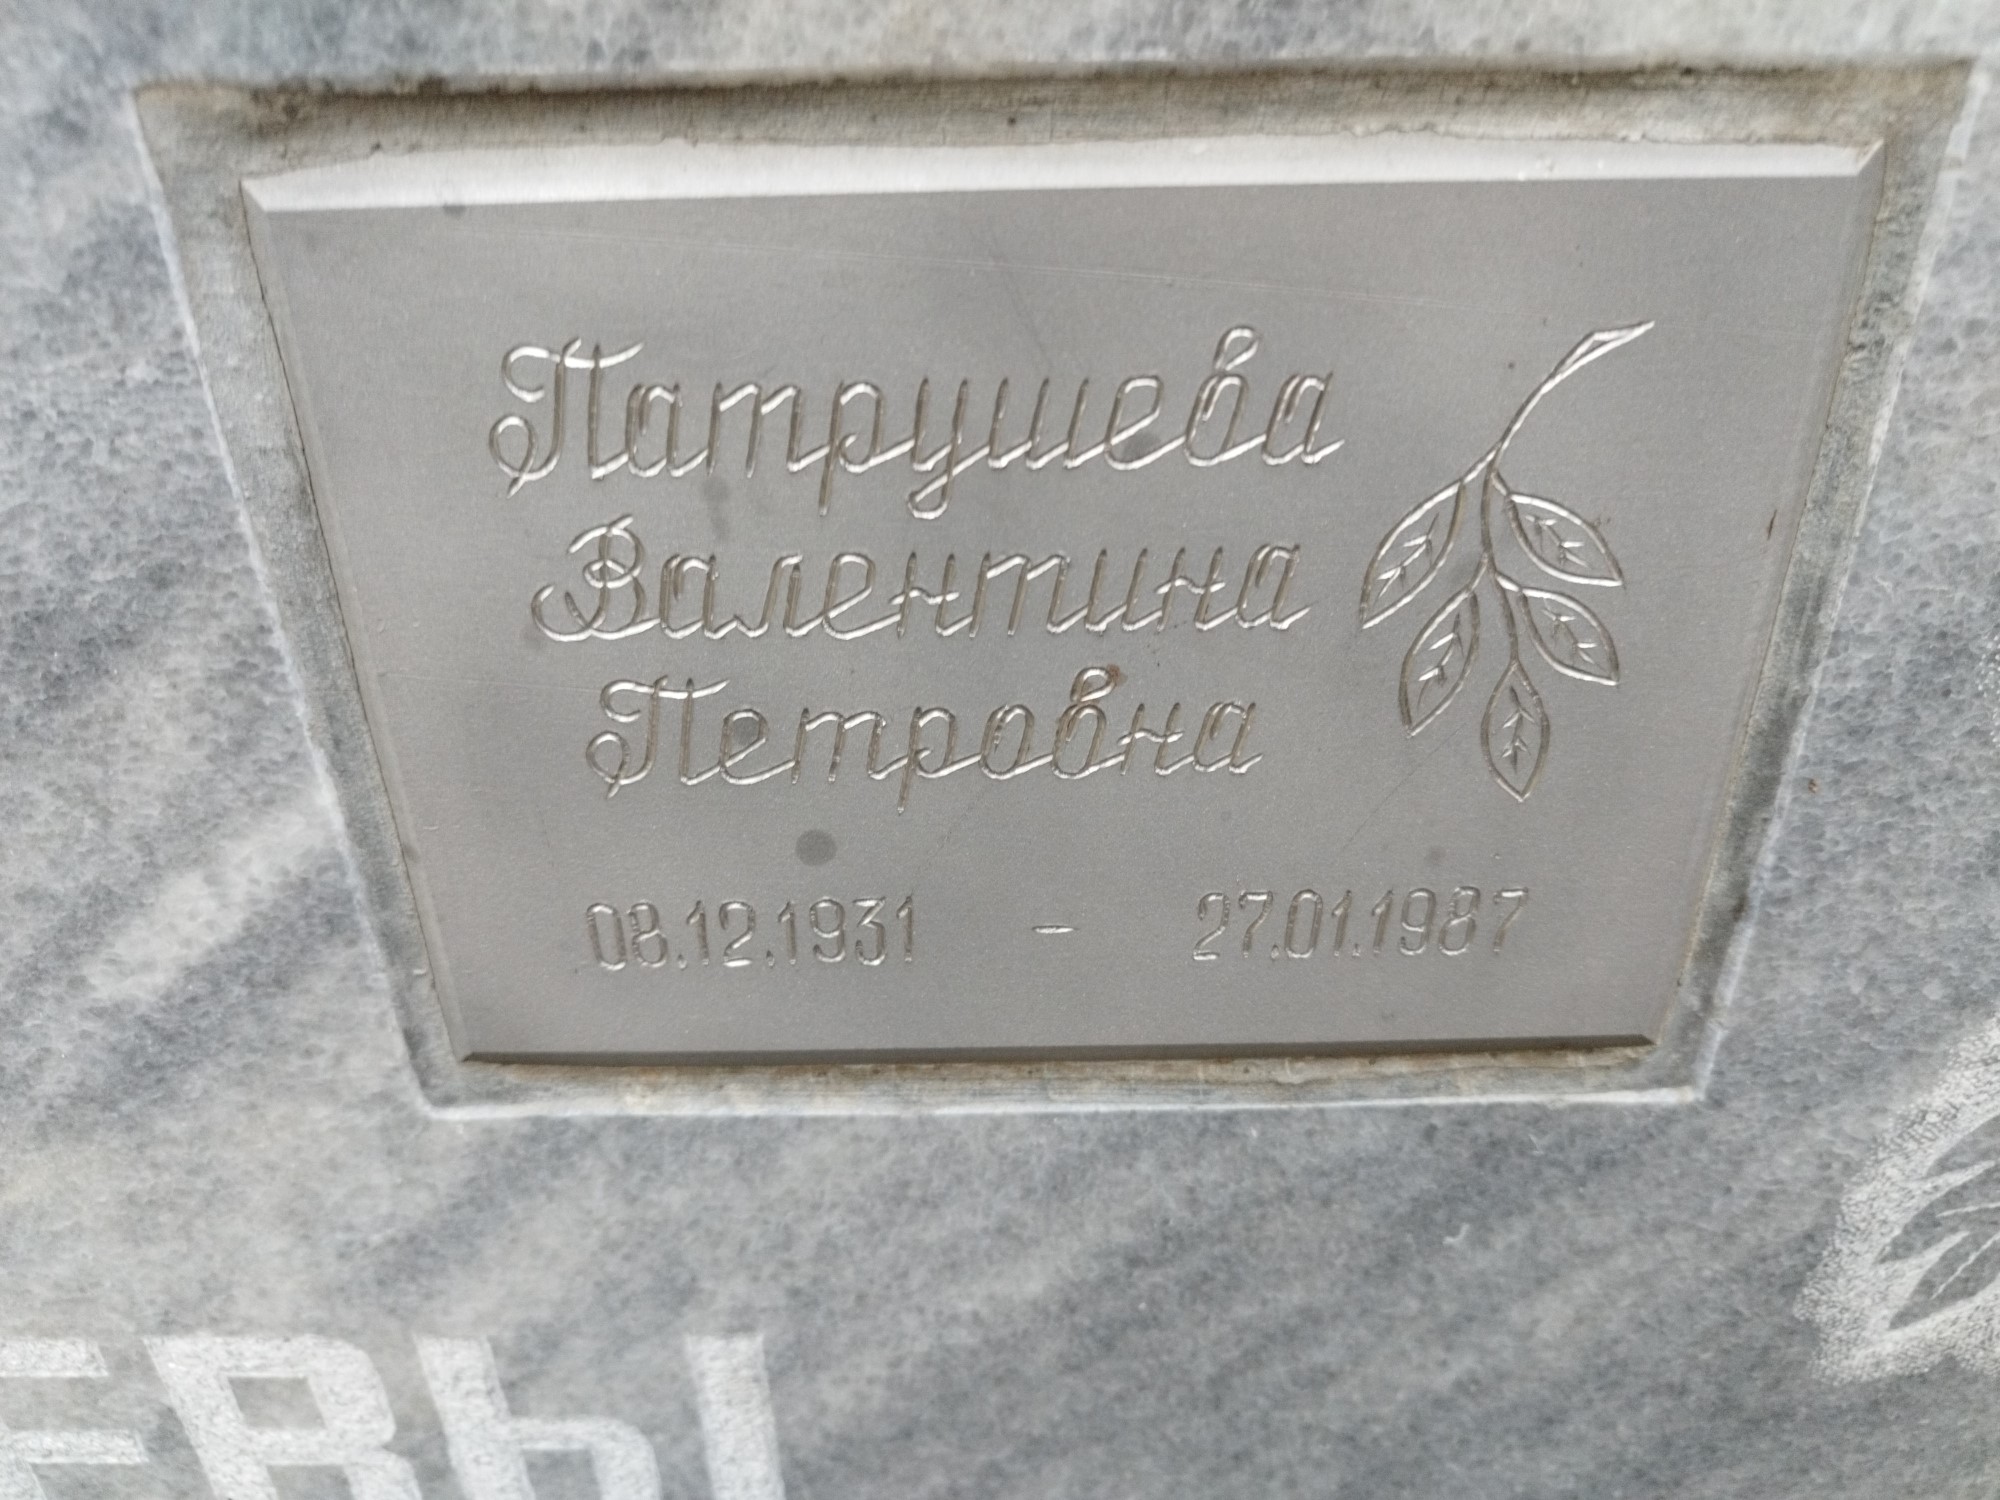 Патрушева
Валентина
Петровна
08.12.1931 - 27.01.1987